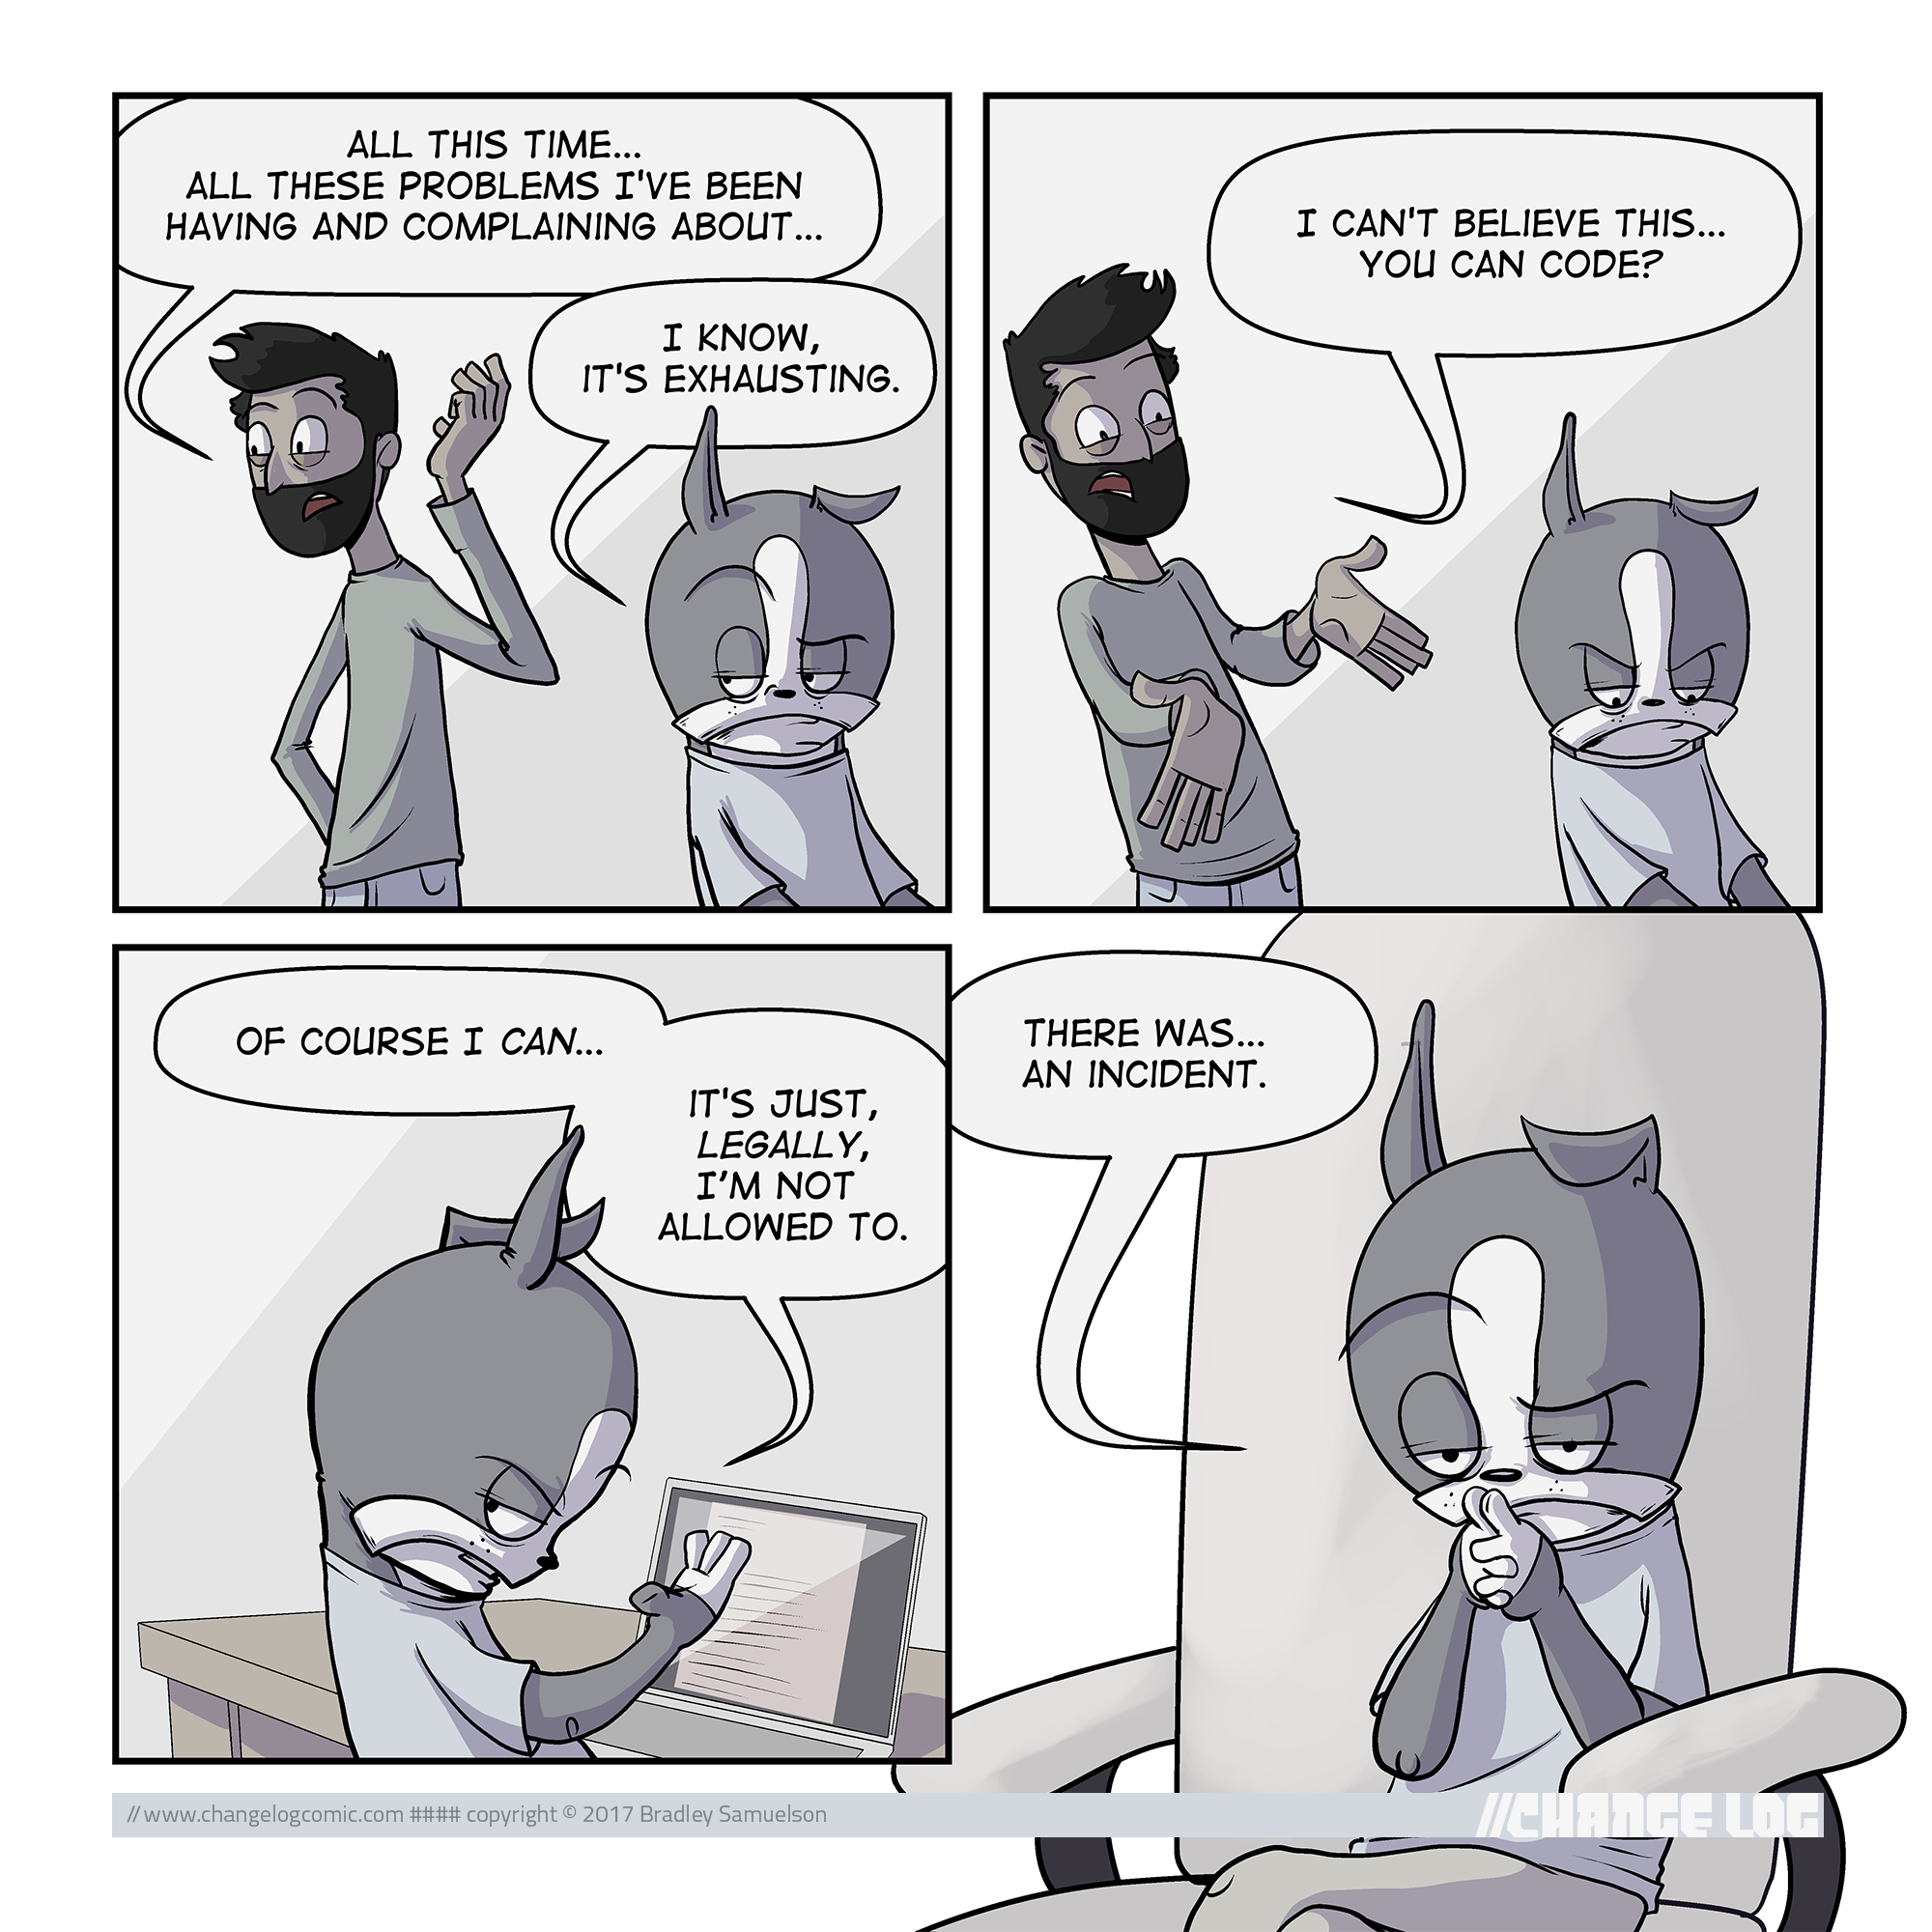 ALL THIS TIME...
ALL THESE PROBLEMS I'VE BEEN
HAVING AND COMPLAINING ABOUT...
I KNOW,
IT'S EXHAUSTING.
I CAN'T BELIEVE THIS...
YOU CAN CODE?
OF COURSE I CAN...
IT'S JUST,
LEGALLY,
I'M NOT
ALLOWED TO.
THERE WAS...
AN INCIDENT.
//www.changelogcomic.com #### copyright © 2017 Bradley Samuelson
//CHANGE LOG